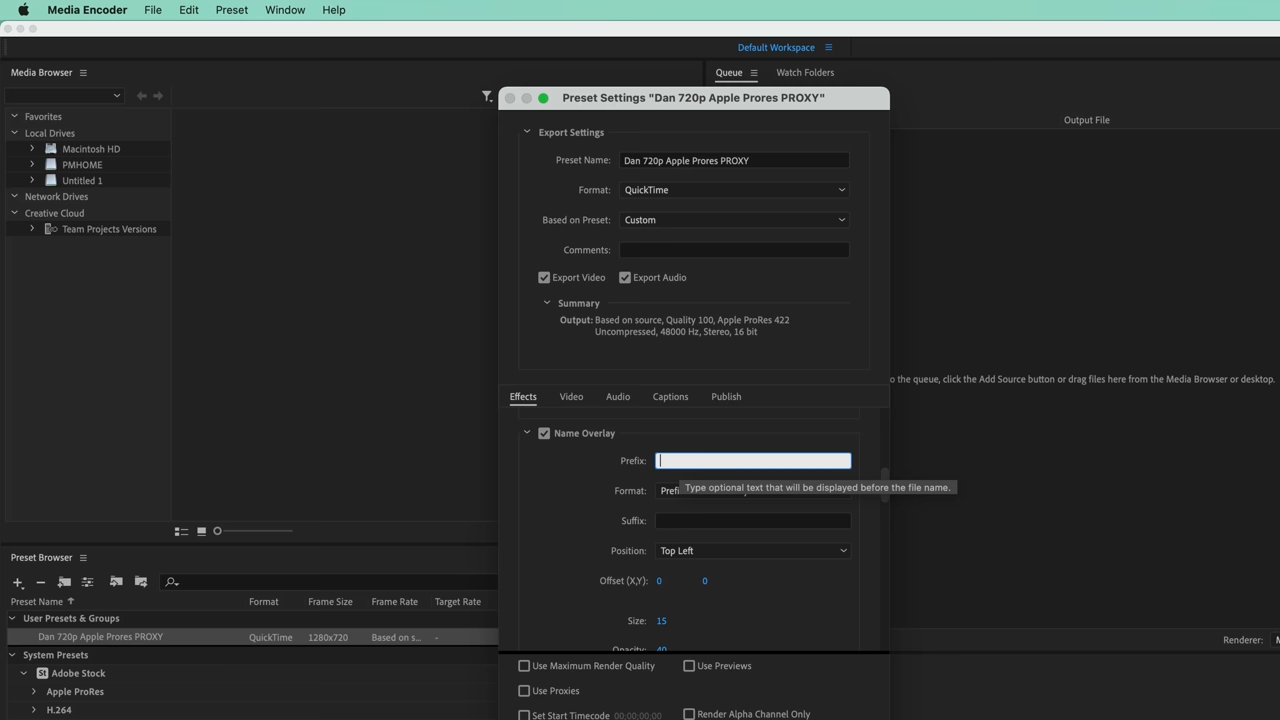 Media Encoder File Edit Preset Window Help
Default Workspace
Media Browser
Queue Watch Folders
Preset Settings "Dan 720p Apple Prores PROXY"
Favorites
Local Drives
Macintosh HD
PMHOME
Untitled 1
Network Drives
Creative Cloud
Team Projects Versions
Output File
Export Settings
Preset Name: Dan 720p Apple Prores PROXY
Format: QuickTime
Based on Preset: Custom
Comments:
Export Video Export Audio
Summary
Output: Based on source, Quality 100, Apple ProRes 422
Uncompressed, 48000 Hz, Stereo, 16 bit
o the queue, click the Add Source button or drag files here from the Media Browser or desktop.
Effects Video Audio Captions Publish
Name Overlay
Prefix:
Type optional text that will be displayed before the file name.
Format: Prefi
Suffix:
Position: Top Left
Offset (X,Y): 0 0
Size: 15
Opacity: 40
Use Maximum Render Quality Use Previews
Use Proxies
Set Start Timecode 00:00:00:00 Render Alpha Channel Only
Preset Browser
Preset Name Format Frame Size Frame Rate Target Rate
User Presets & Groups
Dan 720p Apple Prores PROXY QuickTime 1280x720 Based on s... -
System Presets
St Adobe Stock
Apple ProRes
H.264
Renderer: